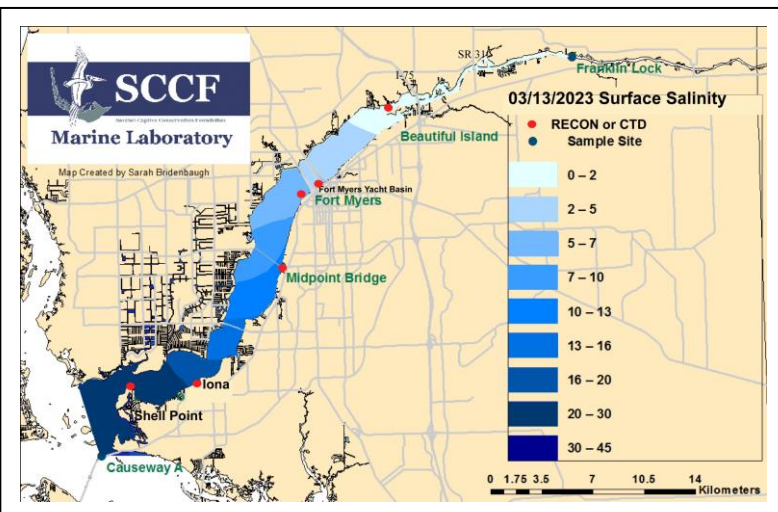 SCCF
Marine Laboratory
Map Created by Sarah Bridenbaugh
I-75
SR 31
Franklin Lock
Beautiful Island
Fort Myers Yacht Basin
Fort Myers
Midpoint Bridge
Iona
Shell Point
Causeway A
03/13/2023 Surface Salinity
RECON or CTD
Sample Site
0 – 2
2 – 5
5 – 7
7 – 10
10 – 13
13 – 16
16 – 20
20 – 30
30 – 45
0 1.75 3.5 7 10.5 14
Kilometers